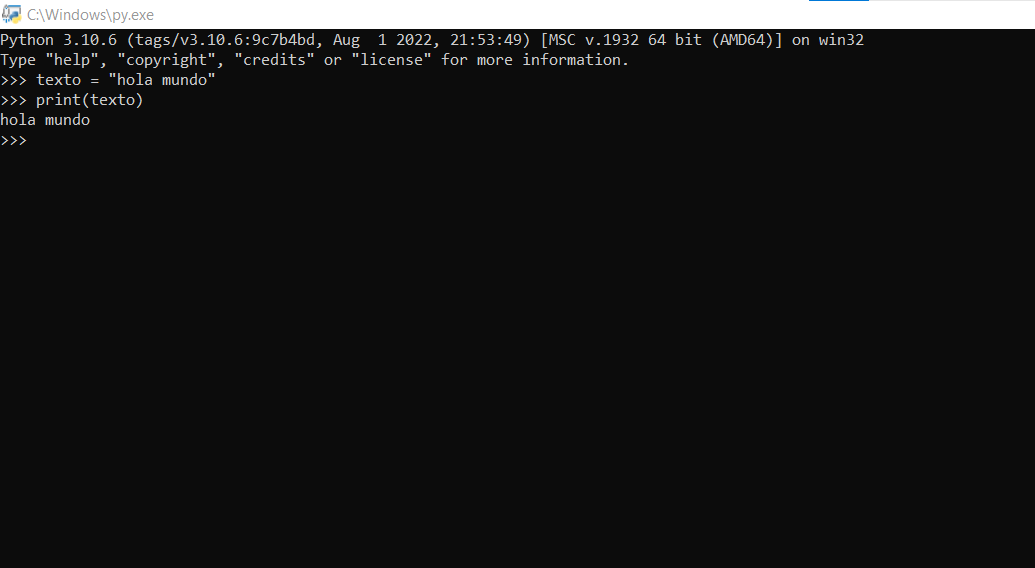 C:\Windows\py.exe
Python 3.10.6 (tags/v3.10.6:9c7b4bd, Aug  1 2022, 21:53:49) [MSC v.1932 64 bit (AMD64)] on win32
Type "help", "copyright", "credits" or "license" for more information.
>>> texto = "hola mundo"
>>> print(texto)
hola mundo
>>>